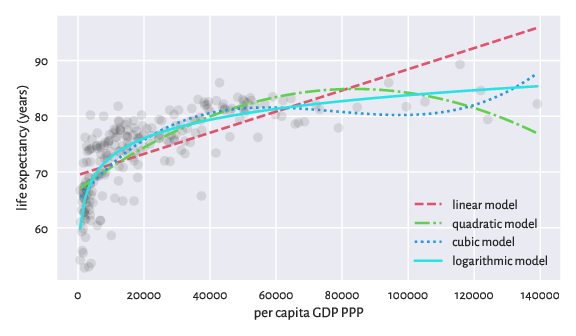 90
80
70
60
life expectancy (years)
linear model
quadratic model
cubic model
logarithmic model
0 20000 40000 60000 80000 100000 120000 140000
per capita GDP PPP